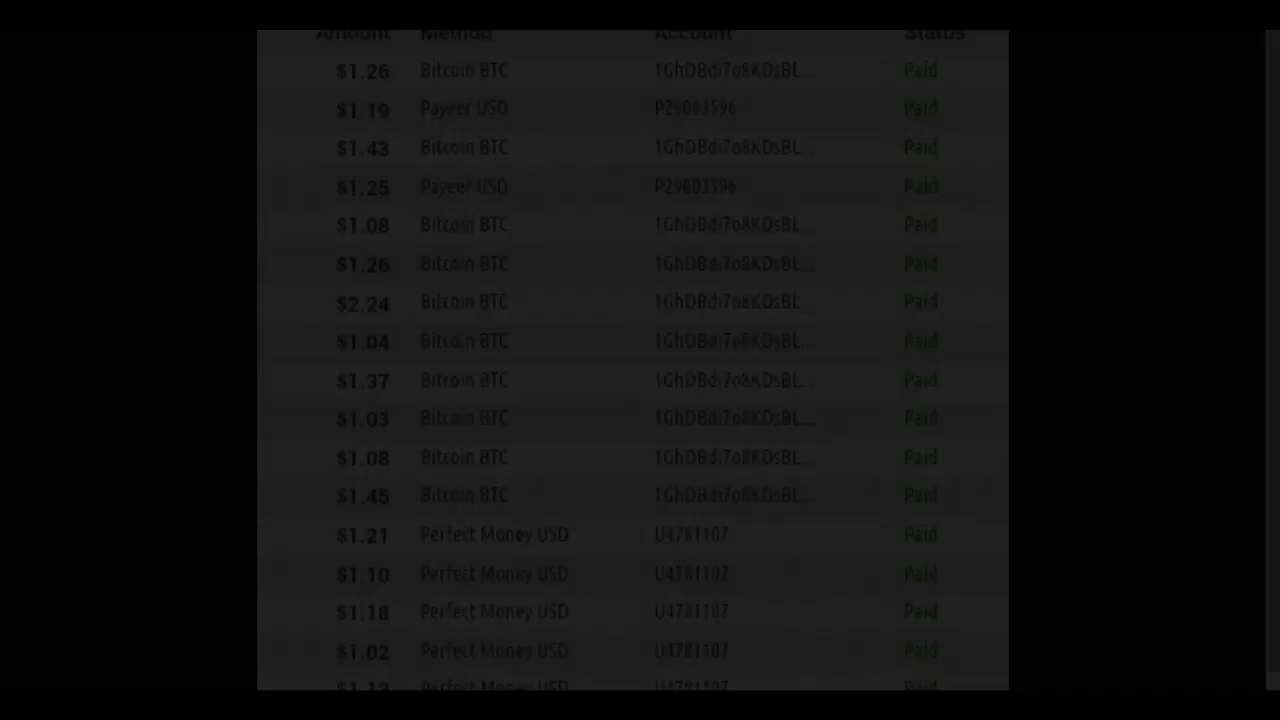 Amount Method Account Status
$1.26 Bitcoin BTC 1GhDBdi7o8KDsBL... Paid
$1.19 Payeer USD P29803596 Paid
$1.43 Bitcoin BTC 1GhDBdi7o8KDsBL... Paid
$1.25 Payeer USD P29803596 Paid
$1.08 Bitcoin BTC 1GhDBdi7o8KDsBL... Paid
$1.26 Bitcoin BTC 1GhDBdi7o8KDsBL... Paid
$2.24 Bitcoin BTC 1GhDBdi7o8KDsBL... Paid
$1.04 Bitcoin BTC 1GhDBdi7o8KDsBL... Paid
$1.37 Bitcoin BTC 1GhDBdi7o8KDsBL... Paid
$1.03 Bitcoin BTC 1GhDBdi7o8KDsBL... Paid
$1.08 Bitcoin BTC 1GhDBdi7o8KDsBL... Paid
$1.45 Bitcoin BTC 1GhDBdi7o8KDsBL... Paid
$1.21 Perfect Money USD U4781107 Paid
$1.10 Perfect Money USD U4781107 Paid
$1.18 Perfect Money USD U4781107 Paid
$1.02 Perfect Money USD U4781107 Paid
Perfect Money USD U4781107 Paid